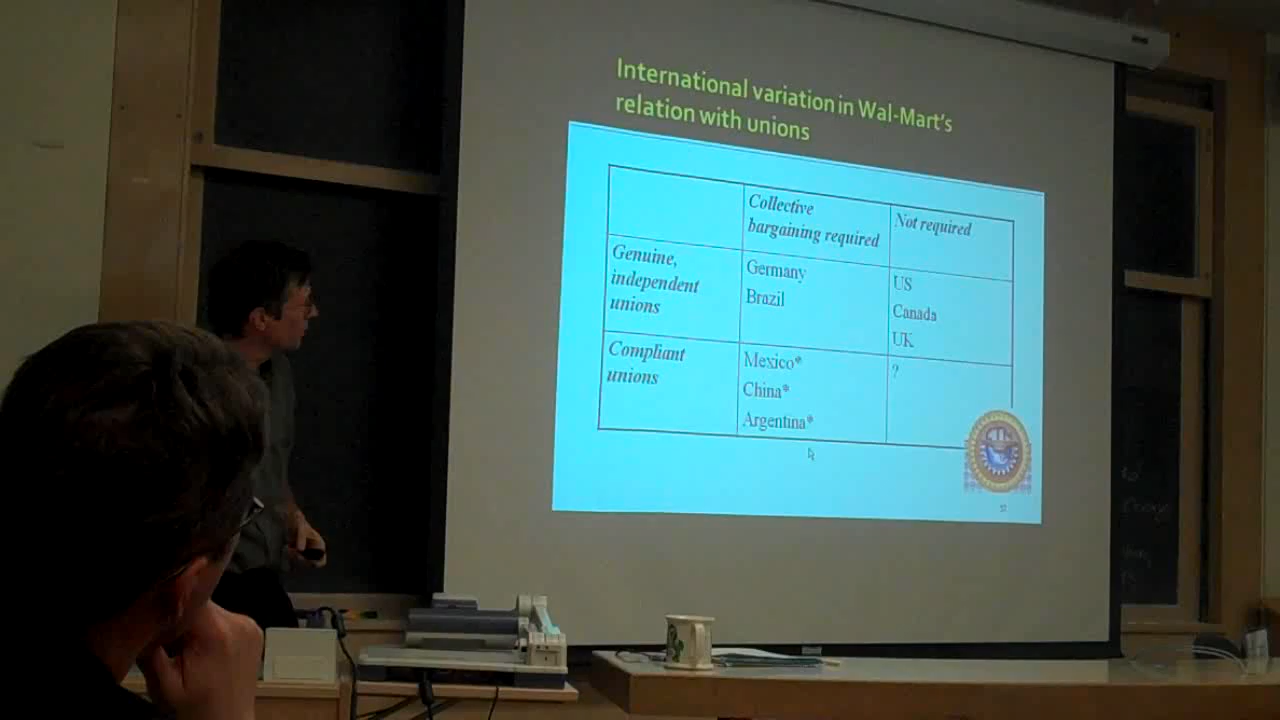 International variation in Wal-Mart's
relation with unions
Collective
bargaining required
Not required
Genuine,
independent
unions
Germany
Brazil
US
Canada
UK
Compliant
unions
Mexico*
China*
Argentina*
?